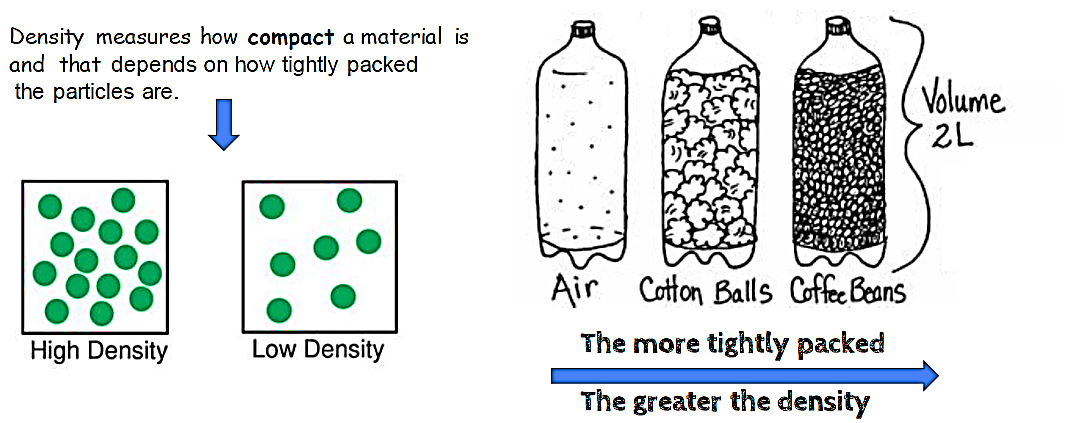 Density measures how compact a material is
and that depends on how tightly packed
the particles are.
High Density
Low Density
Volume
2L
Air
Cotton Balls
Coffee Beans
The more tightly packed
The greater the density